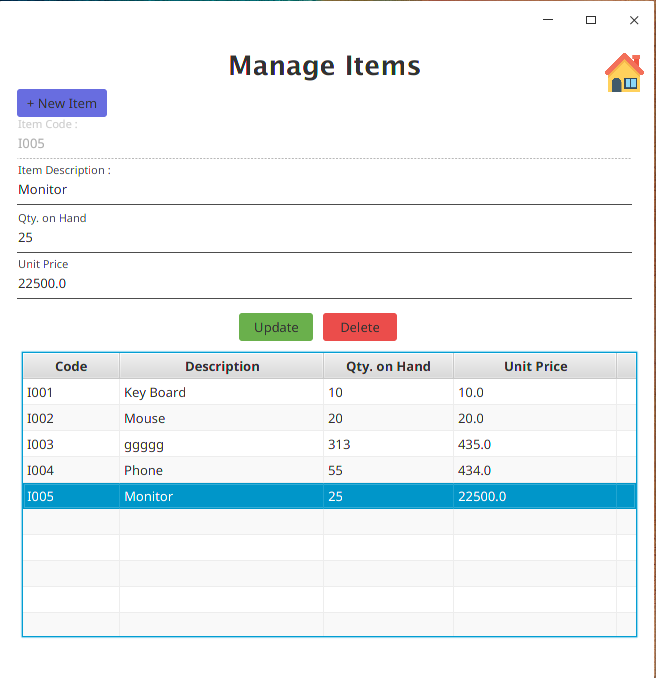 Manage Items
+ New Item
Item Code :
I005
Item Description :
Monitor
Qty. on Hand
25
Unit Price
22500.0
Update Delete
Code Description Qty. on Hand Unit Price
I001 Key Board 10 10.0
I002 Mouse 20 20.0
I003 ggggg 313 435.0
I004 Phone 55 434.0
I005 Monitor 25 22500.0